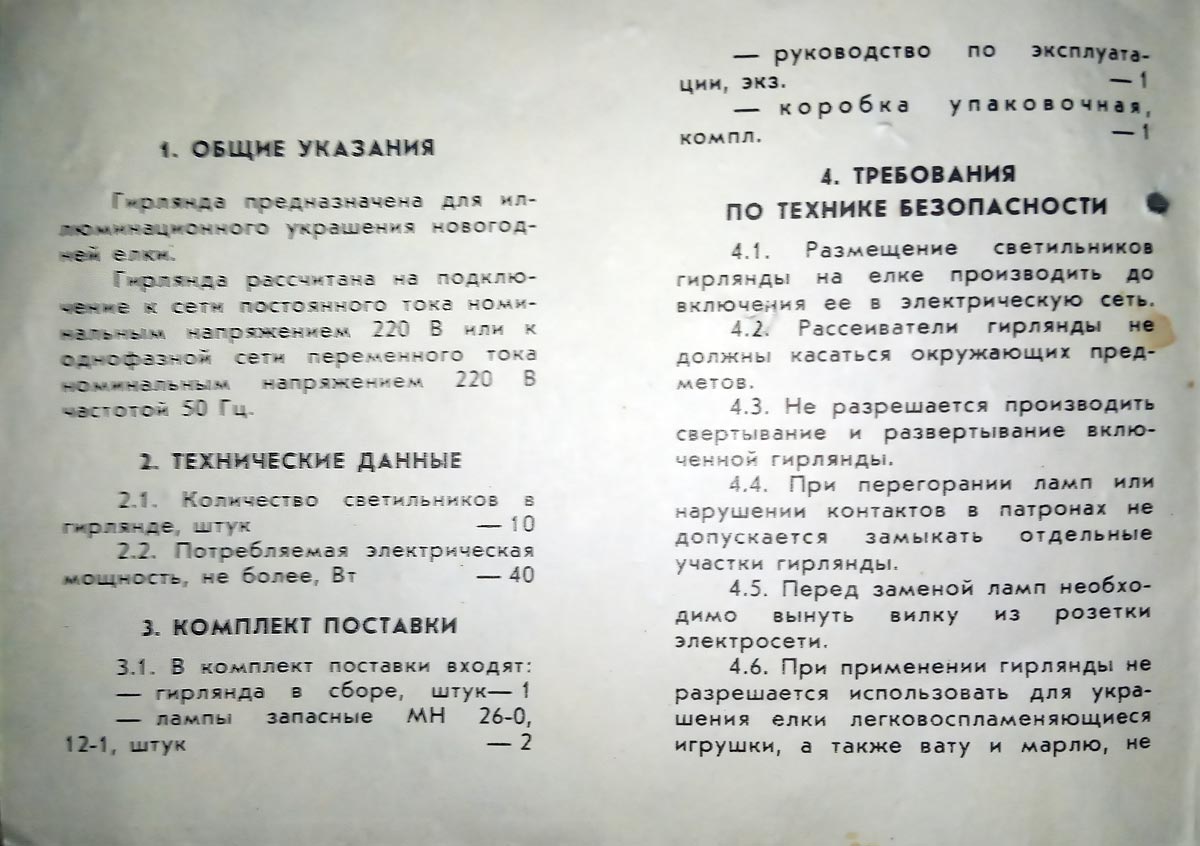 1. ОБЩИЕ УКАЗАНИЯ
Гирлянда предназначена для ил-
люминационного украшения новогод-
ней елки.
Гирлянда рассчитана на подклю-
чение к сети постоянного тока номи-
нальным напряжением 220 В или к
однофазной сети переменного тока
номинальным напряжением 220 В
частотой 50 Гц.
2. ТЕХНИЧЕСКИЕ ДАННЫЕ
2.1. Количество светильников в
гирлянде, штук — 10
2.2. Потребляемая электрическая
мощность, не более, Вт — 40
3. КОМПЛЕКТ ПОСТАВКИ
3.1. В комплект поставки входят:
— гирлянда в сборе, штук— 1
— лампы запасные МН 26-0,
12-1, штук — 2
— руководство по эксплуата-
ции, экз. — 1
— коробка упаковочная,
компл. — 1
4. ТРЕБОВАНИЯ
ПО ТЕХНИКЕ БЕЗОПАСНОСТИ
4.1. Размещение светильников
гирлянды на елке производить до
включения ее в электрическую сеть.
4.2. Рассеиватели гирлянды не
должны касаться окружающих пред-
метов.
4.3. Не разрешается производить
свертывание и развертывание вклю-
ченной гирлянды.
4.4. При перегорании ламп или
нарушении контактов в патронах не
допускается замыкать отдельные
участки гирлянды.
4.5. Перед заменой ламп необхо-
димо вынуть вилку из розетки
электросети.
4.6. При применении гирлянды не
разрешается использовать для укра-
шения елки легковоспламеняющиеся
игрушки, а также вату и марлю, не